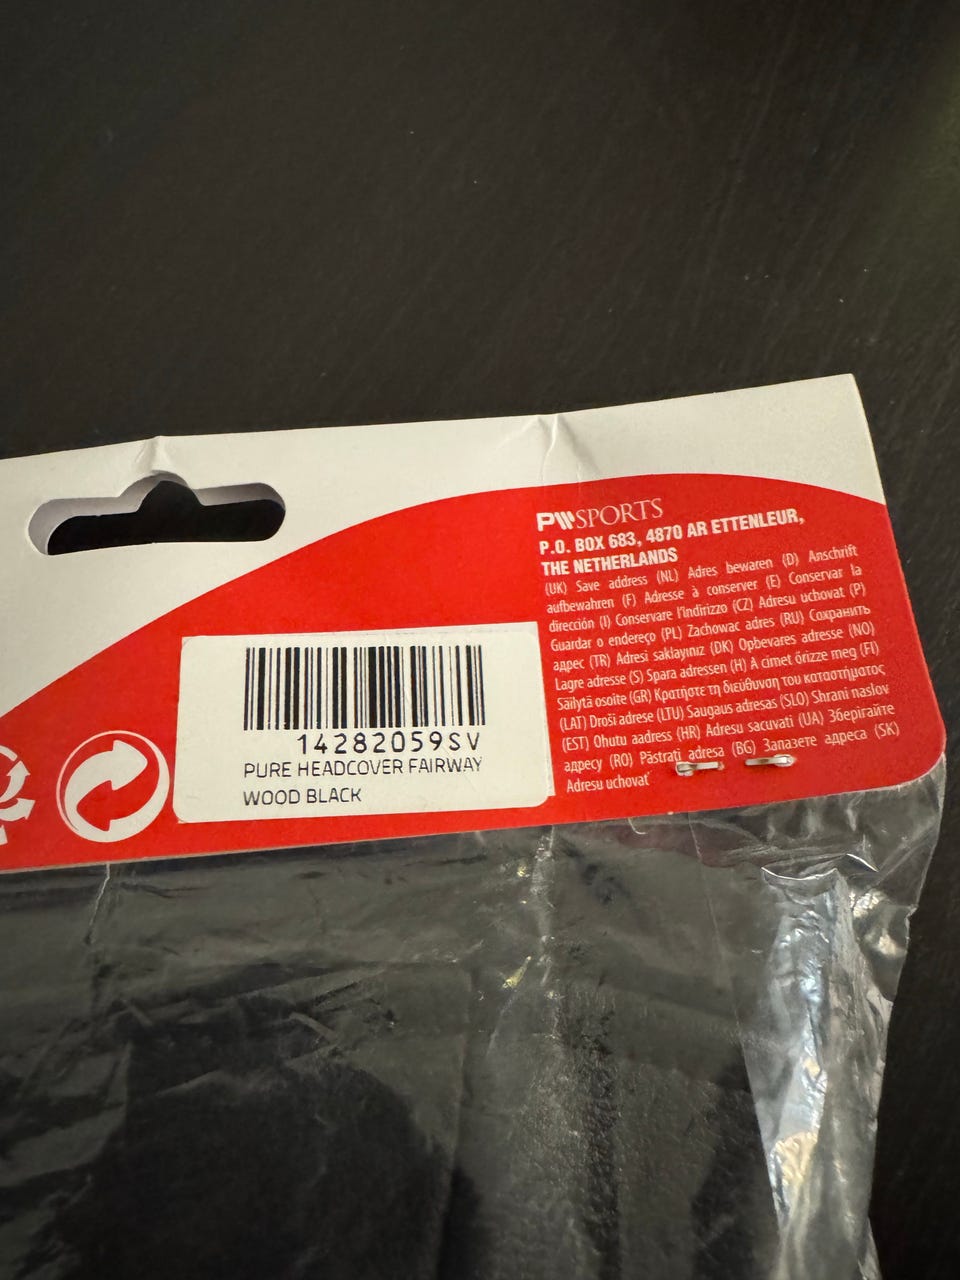 PW SPORTS
P.O. BOX 683, 4870 AR ETTENLEUR,
THE NETHERLANDS
(UK) Save address (NL) Adres bewaren (D) Anschrift
aufbewahren (F) Adresse à conserver (E) Conservar la
dirección (I) Conservare l'indirizzo (CZ) Adresu uchovat (P)
Guardar o endereço (PL) Zachowac adres (RU) Сохранить
адрес (TR) Adresi saklayınız (DK) Opbevares adresse (NO)
Lagre adresse (S) Spara adressen (H) A cimet őrizze meg (FI)
Säilytä osoite (GR) Κρατήστε τη διεύθυνση του καταστήματος
(LAT) Droši adrese (LTU) Saugaus adresas (SLO) Shrani naslov
(EST) Ohutu aadress (HR) Adresu sacuvati (UA) Зберігайте
адресу (RO) Păstrați adresa (BG) Запазете адреса (SK)
Adresu uchovať
14282059SV
PURE HEADCOVER FAIRWAY
WOOD BLACK